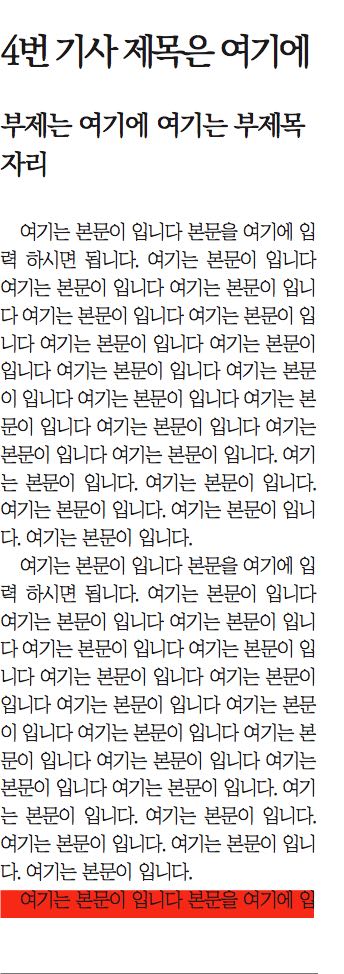 4번 기사 제목은 여기에
부제는 여기에 여기는 부제목
자리
여기는 본문이 입니다 본문을 여기에 입
력 하시면 됩니다. 여기는 본문이 입니다
여기는 본문이 입니다 여기는 본문이 입니
다 여기는 본문이 입니다 여기는 본문이 입
니다 여기는 본문이 입니다 여기는 본문이
입니다 여기는 본문이 입니다 여기는 본문
이 입니다 여기는 본문이 입니다 여기는 본
문이 입니다 여기는 본문이 입니다 여기는
본문이 입니다 여기는 본문이 입니다. 여기
는 본문이 입니다. 여기는 본문이 입니다.
여기는 본문이 입니다. 여기는 본문이 입니
다. 여기는 본문이 입니다.
여기는 본문이 입니다 본문을 여기에 입
력 하시면 됩니다. 여기는 본문이 입니다
여기는 본문이 입니다 여기는 본문이 입니
다 여기는 본문이 입니다 여기는 본문이 입
니다 여기는 본문이 입니다 여기는 본문이
입니다 여기는 본문이 입니다 여기는 본문
이 입니다 여기는 본문이 입니다 여기는 본
문이 입니다 여기는 본문이 입니다 여기는
본문이 입니다 여기는 본문이 입니다. 여기
는 본문이 입니다. 여기는 본문이 입니다.
여기는 본문이 입니다. 여기는 본문이 입니
다. 여기는 본문이 입니다.
여기는 본문이 입니다 본문을 여기에 입